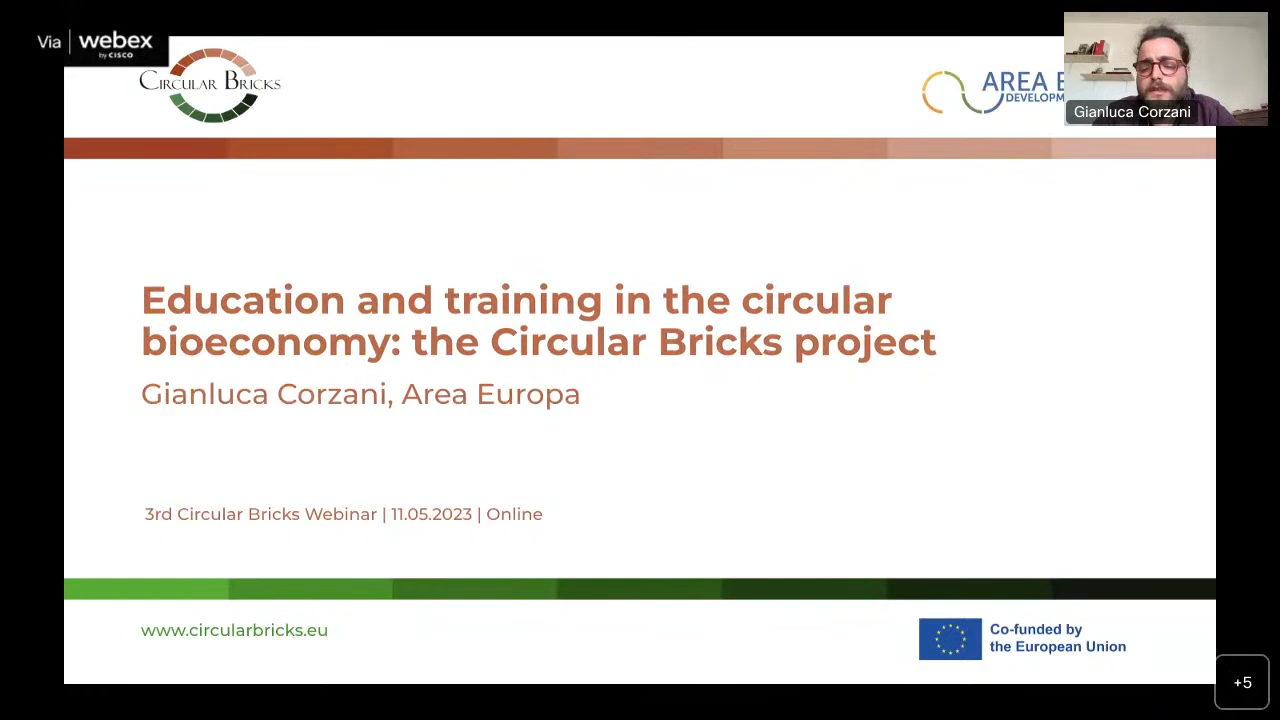 Via webex
by CISCO
CIRCULAR BRICKS
AREA
DEVELOPM
Gianluca Corzani
Education and training in the circular
bioeconomy: the Circular Bricks project
Gianluca Corzani, Area Europa
3rd Circular Bricks Webinar | 11.05.2023 | Online
www.circularbricks.eu
Co-funded by
the European Union
+5